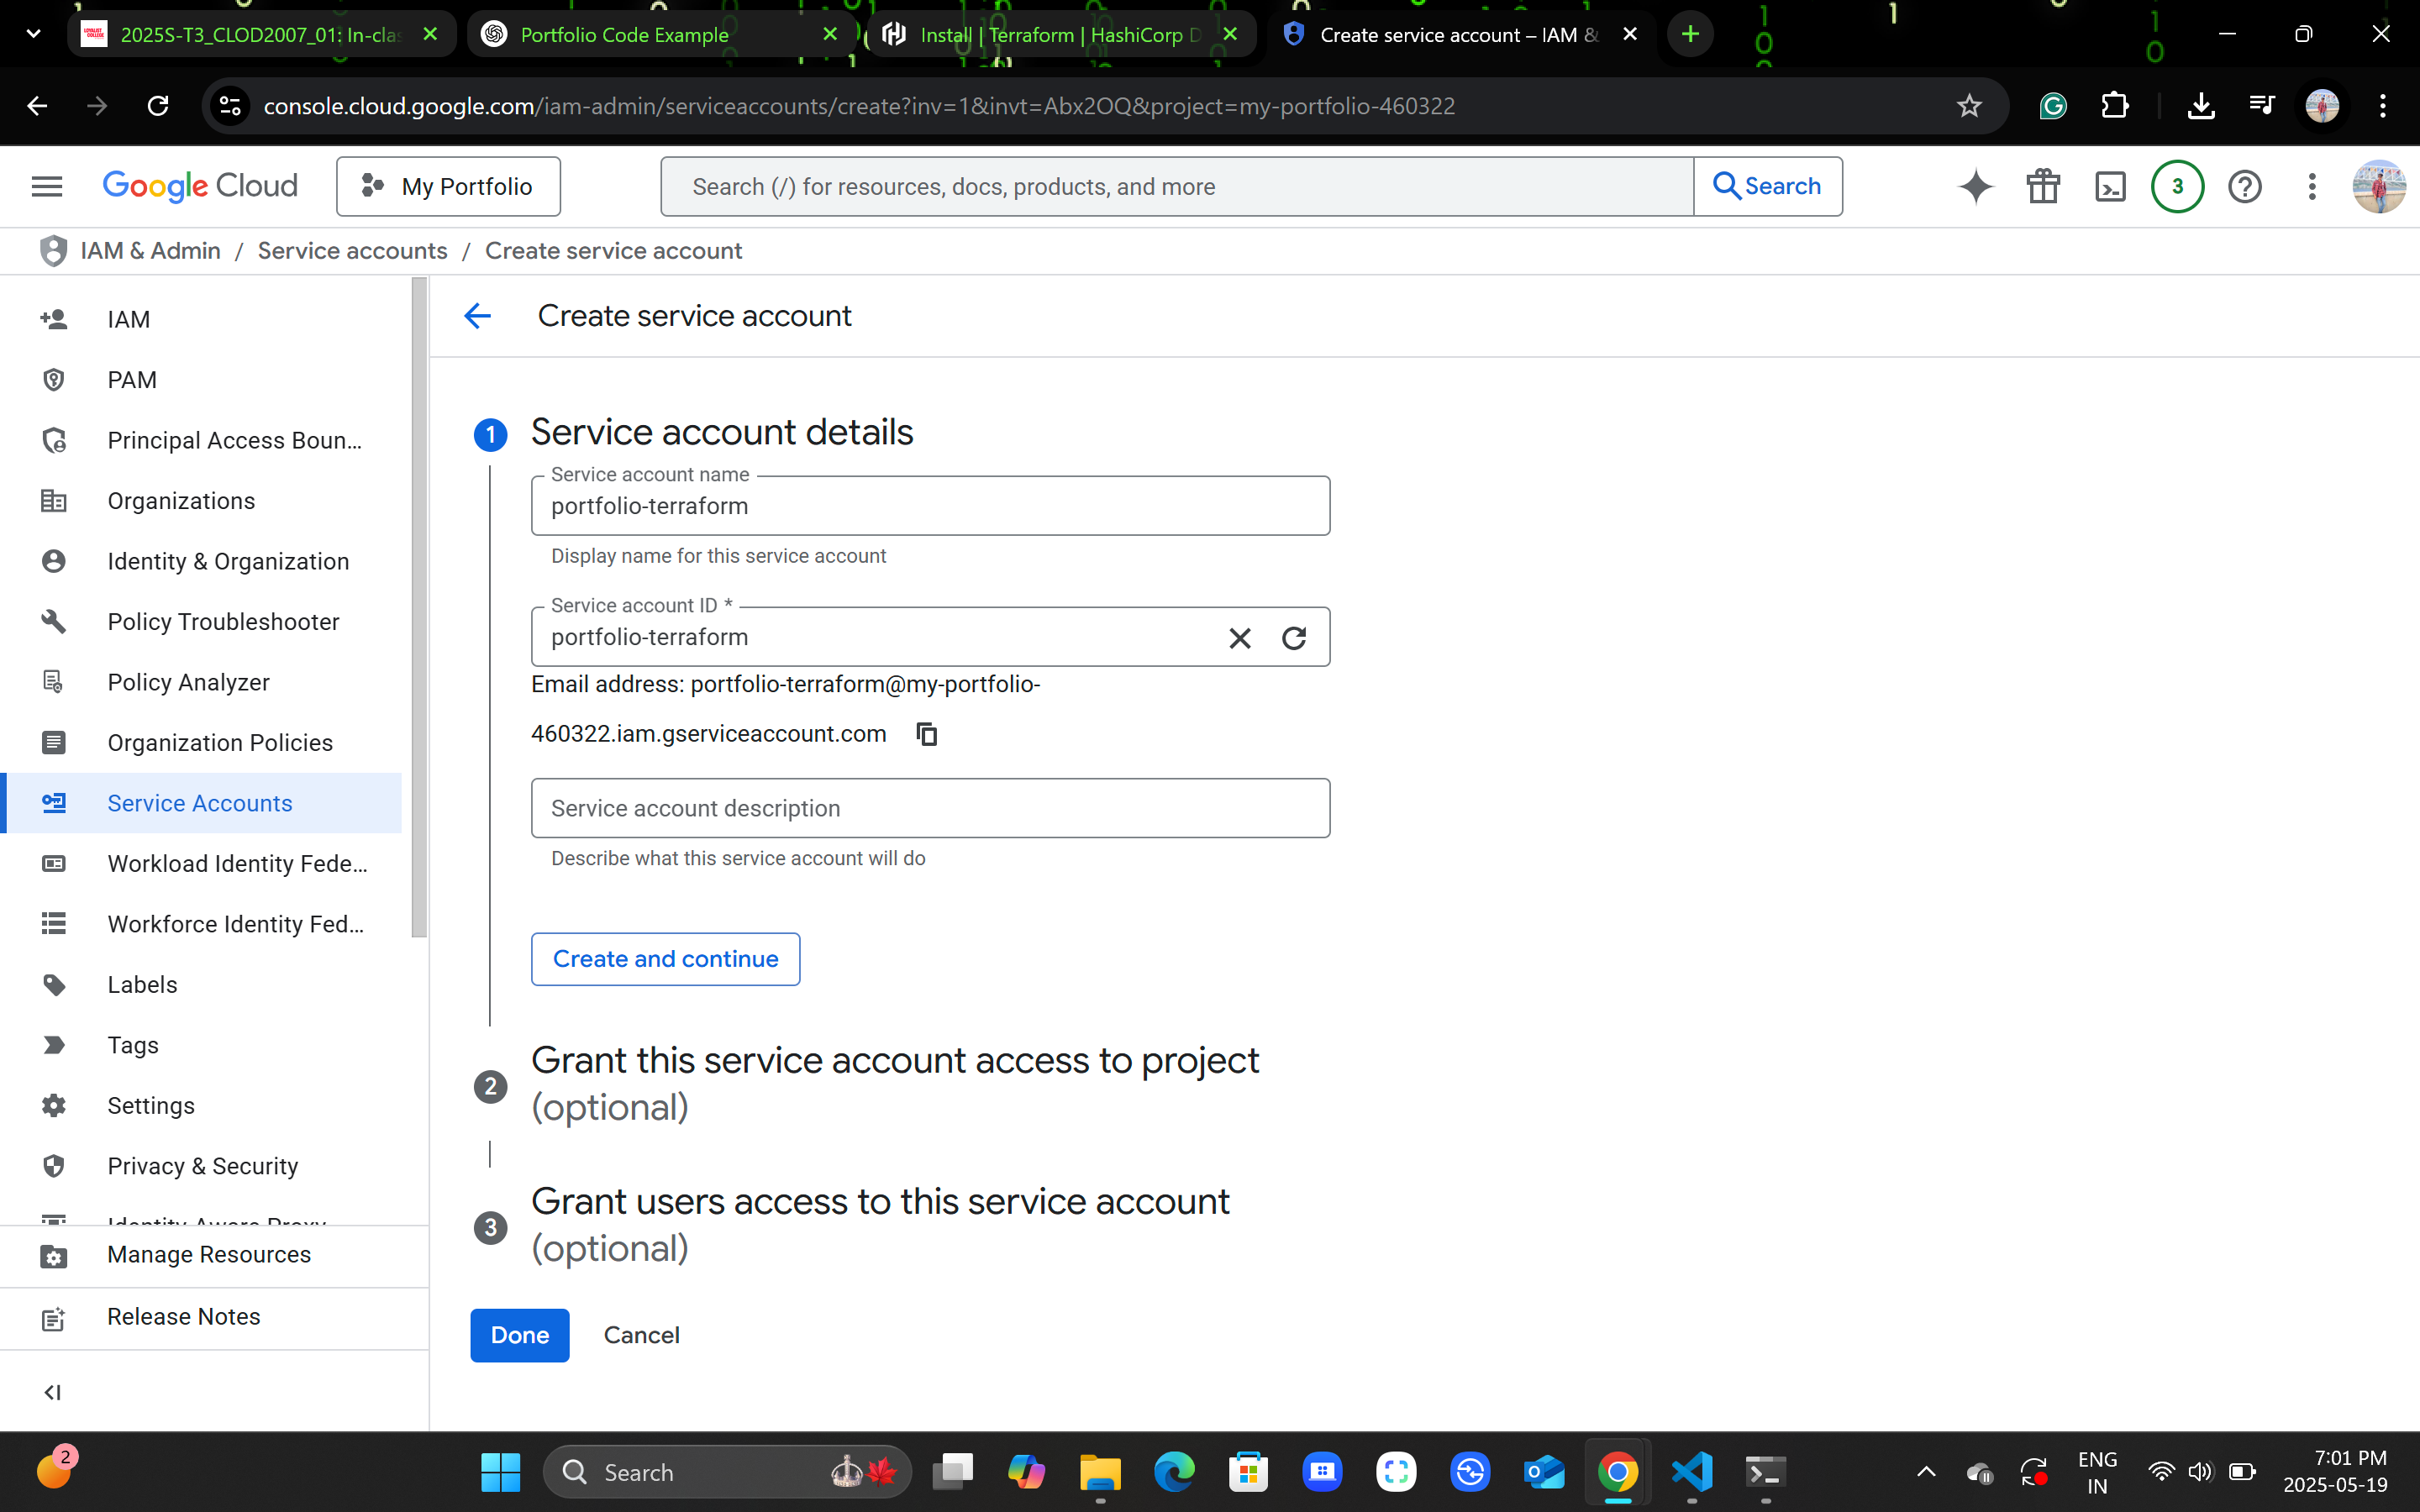 2025S-T3_CLOD2007_01: In-clas
Portfolio Code Example
Install | Terraform | HashiCorp D
Create service account – IAM &
console.cloud.google.com/iam-admin/serviceaccounts/create?inv=1&invt=Abx2OQ&project=my-portfolio-460322
Google Cloud
My Portfolio
Search (/) for resources, docs, products, and more
Search
3
IAM & Admin / Service accounts / Create service account
IAM
PAM
Principal Access Boun...
Organizations
Identity & Organization
Policy Troubleshooter
Policy Analyzer
Organization Policies
Service Accounts
Workload Identity Fede...
Workforce Identity Fed...
Labels
Tags
Settings
Privacy & Security
Identity-Aware Proxy
Manage Resources
Release Notes
Create service account
1 Service account details
Service account name
portfolio-terraform
Display name for this service account
Service account ID *
portfolio-terraform
Email address: portfolio-terraform@my-portfolio-
460322.iam.gserviceaccount.com
Service account description
Describe what this service account will do
Create and continue
2 Grant this service account access to project
(optional)
3 Grant users access to this service account
(optional)
Done Cancel
2
Search
ENG
IN
7:01 PM
2025-05-19